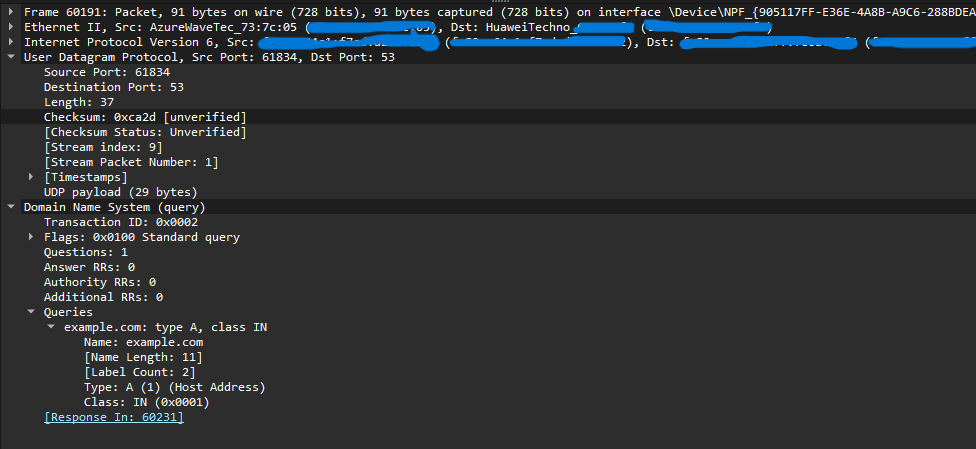 Frame 60191: Packet, 91 bytes on wire (728 bits), 91 bytes captured (728 bits) on interface \Device\NPF_{905117FF-E36E-4A8B-A9C6-288BDEA
Ethernet II, Src: AzureWaveTec_73:7c:05 ( ), Dst: HuaweiTechno_ ( )
Internet Protocol Version 6, Src: ( ), Dst: (
User Datagram Protocol, Src Port: 61834, Dst Port: 53
Source Port: 61834
Destination Port: 53
Length: 37
Checksum: 0xca2d [unverified]
[Checksum Status: Unverified]
[Stream index: 9]
[Stream Packet Number: 1]
[Timestamps]
UDP payload (29 bytes)
Domain Name System (query)
Transaction ID: 0x0002
Flags: 0x0100 Standard query
Questions: 1
Answer RRs: 0
Authority RRs: 0
Additional RRs: 0
Queries
example.com: type A, class IN
Name: example.com
[Name Length: 11]
[Label Count: 2]
Type: A (1) (Host Address)
Class: IN (0x0001)
[Response In: 60231]